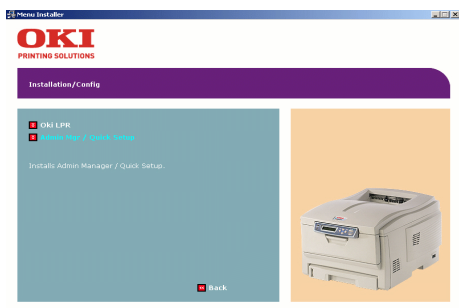 Menu Installer
OKI
PRINTING SOLUTIONS
Installation/Config
Oki LPR
Admin Mgr / Quick Setup
Installs Admin Manager / Quick Setup.
Back